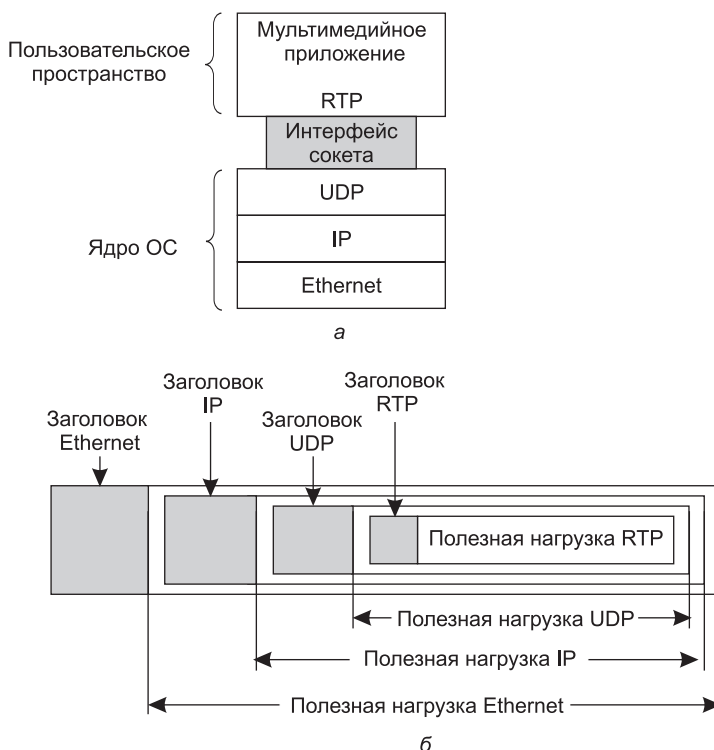 Пользовательское
пространство
Мультимедийное
приложение
RTP
Интерфейс
сокета
Ядро ОС
UDP
IP
Ethernet
а
Заголовок
Ethernet
Заголовок
IP
Заголовок
UDP
Заголовок
RTP
Полезная нагрузка RTP
Полезная нагрузка UDP
Полезная нагрузка IP
Полезная нагрузка Ethernet
б